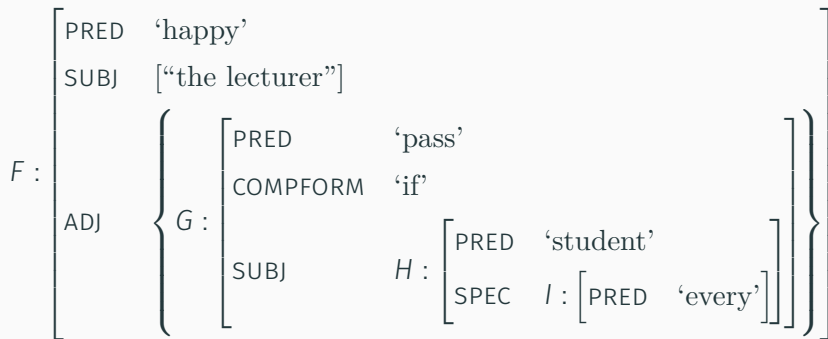 PRED ‘happy’
SUBJ [“the lecturer”]
F :
PRED ‘pass’
COMPFORM ‘if’
ADJ { G :
SUBJ H :
PRED ‘student’
SPEC I : [PRED ‘every’]